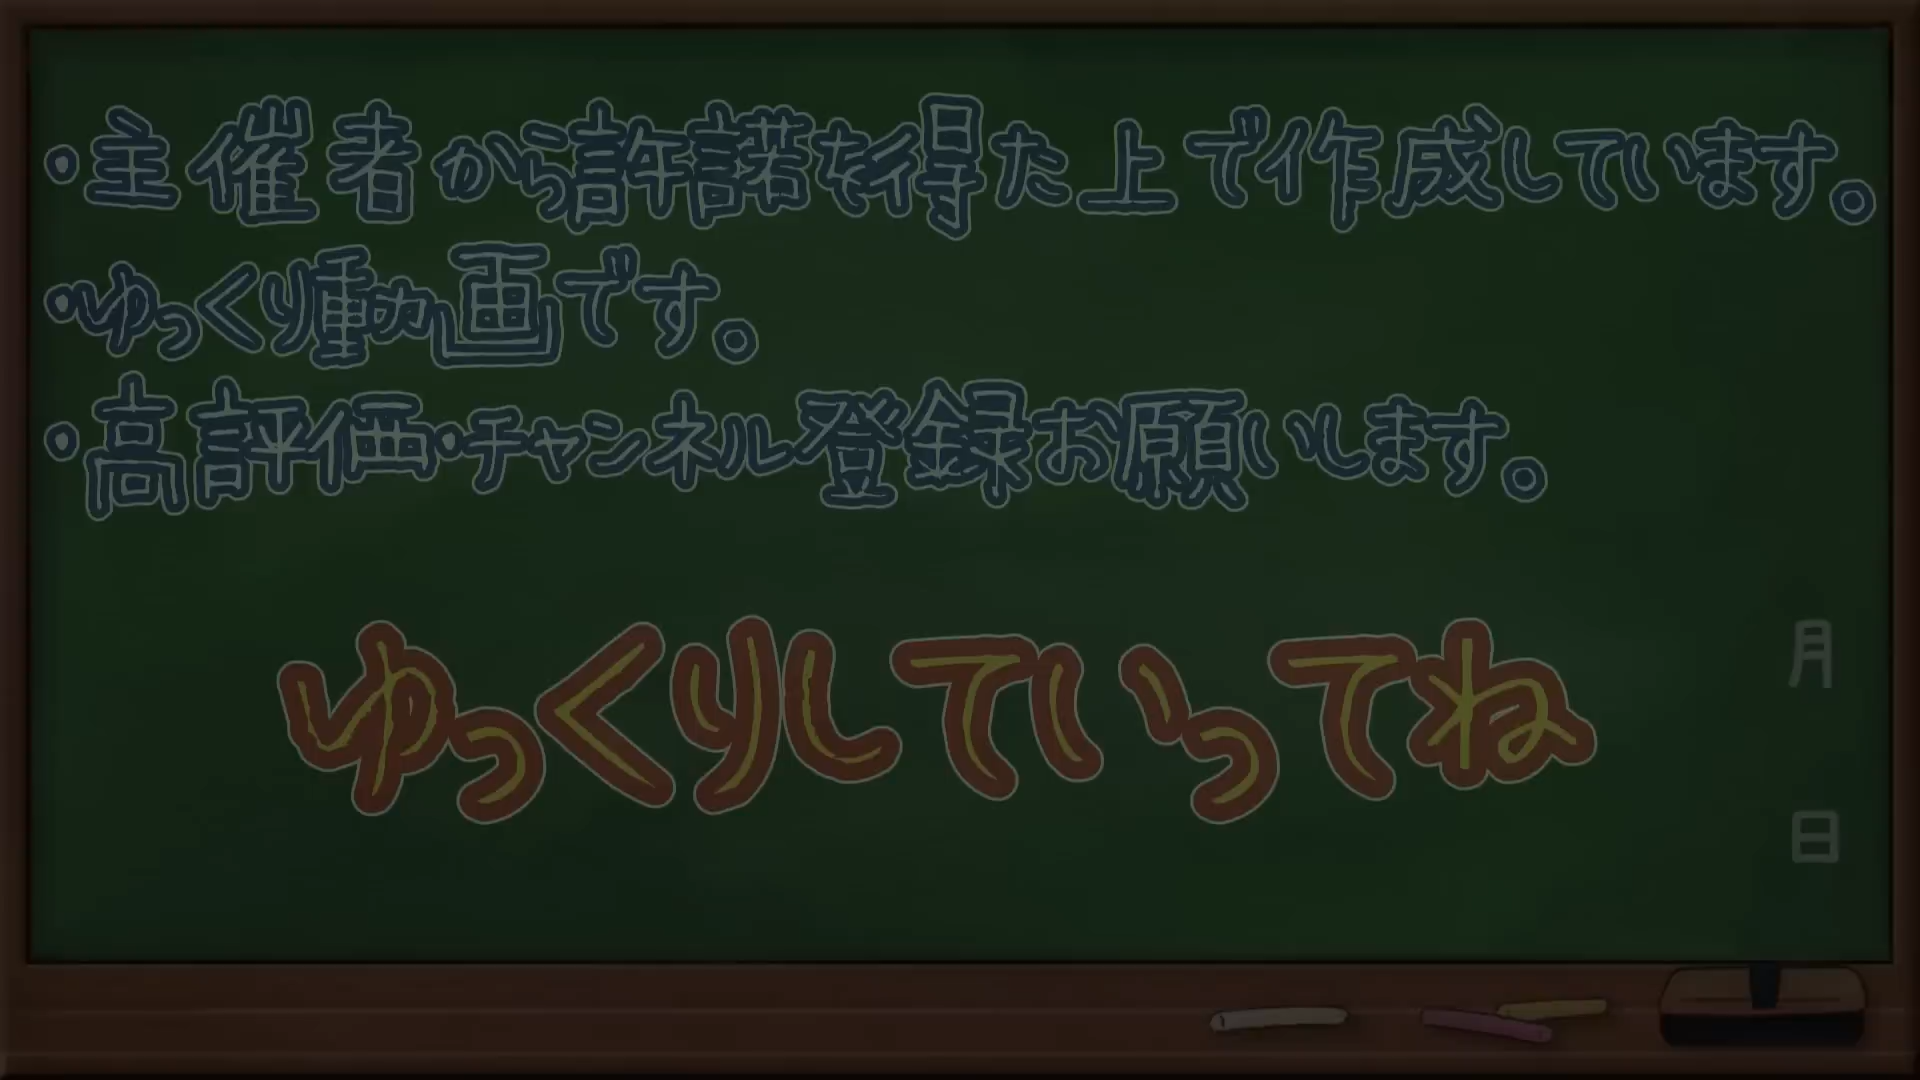 ・主催者から許諾を得た上で作成しています。
・ゆっくり動画です。
・高評価・チャンネル登録お願いします。
ゆっくりしていってね
月
日